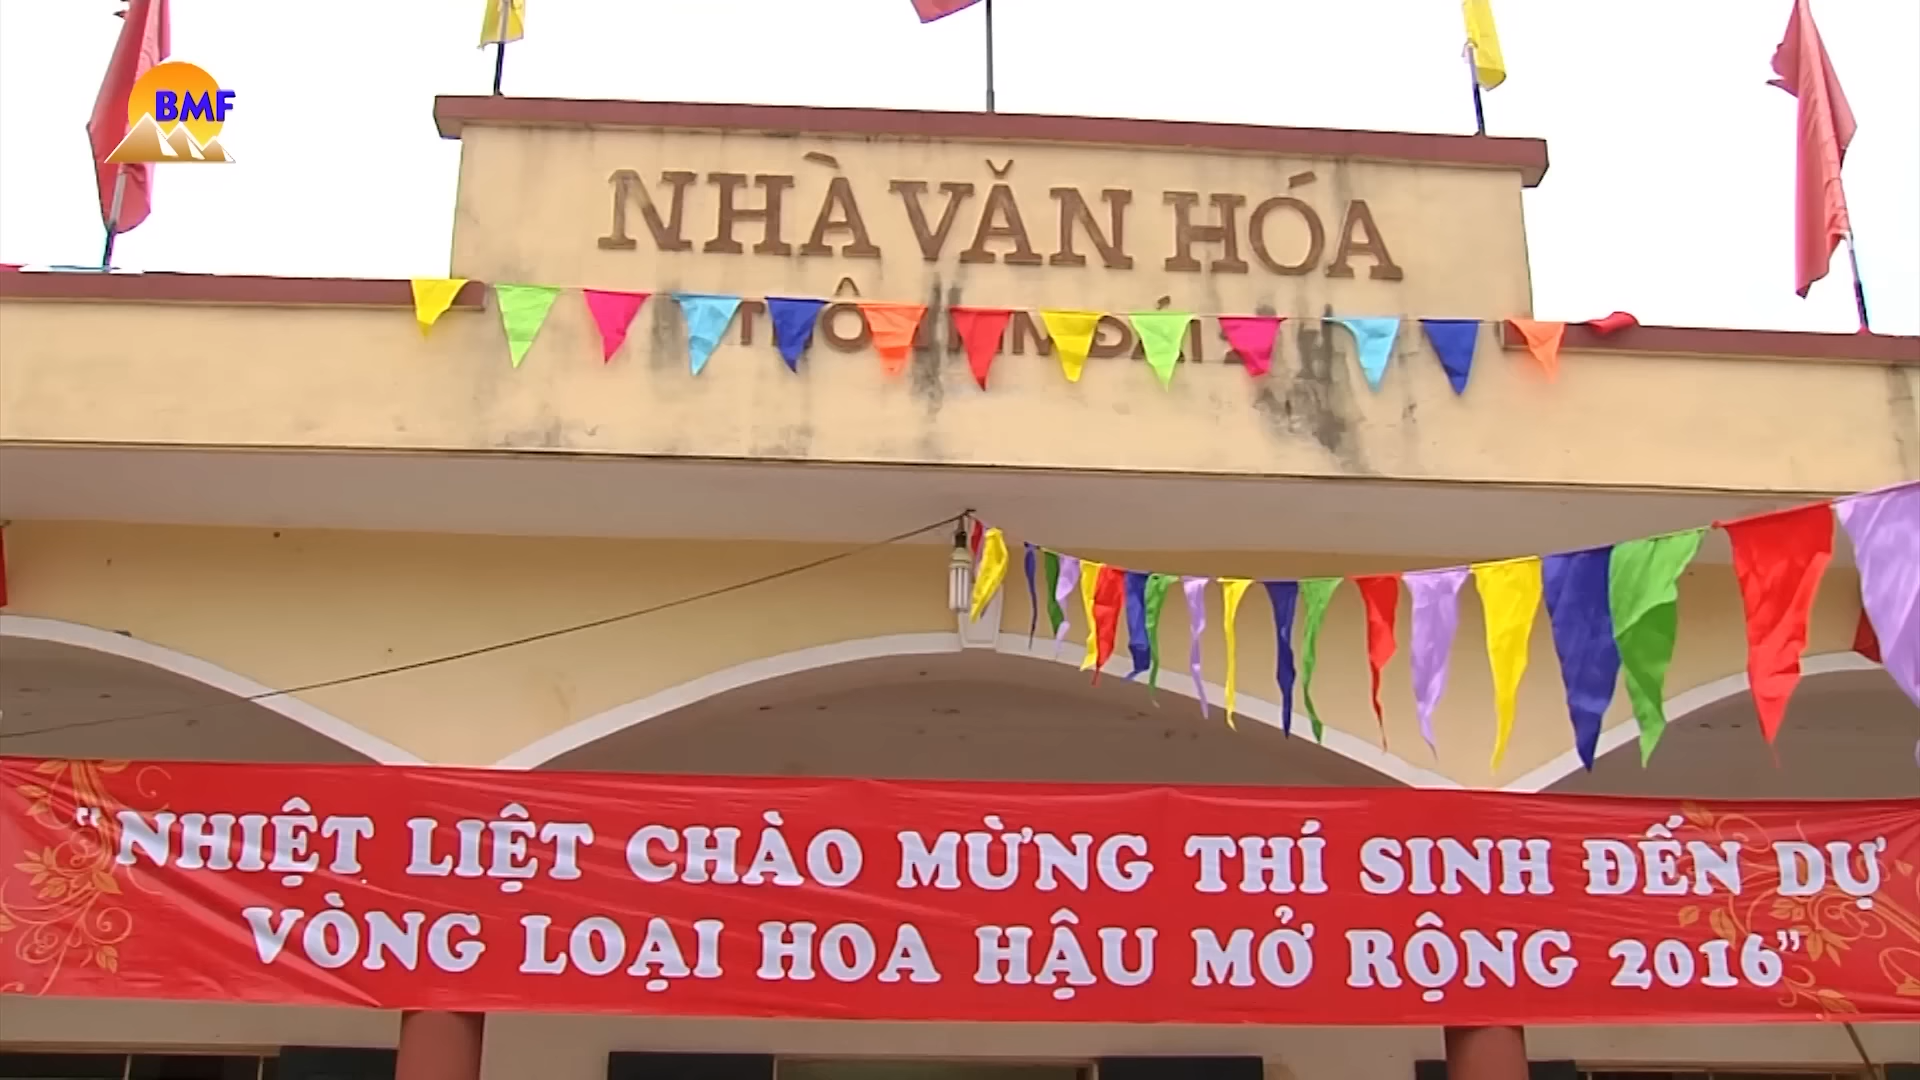 BMF
NHÀ VĂN HÓA
"NHIỆT LIỆT CHÀO MỪNG THÍ SINH ĐẾN DỰ
VÒNG LOẠI HOA HẬU MỞ RỘNG 2016"